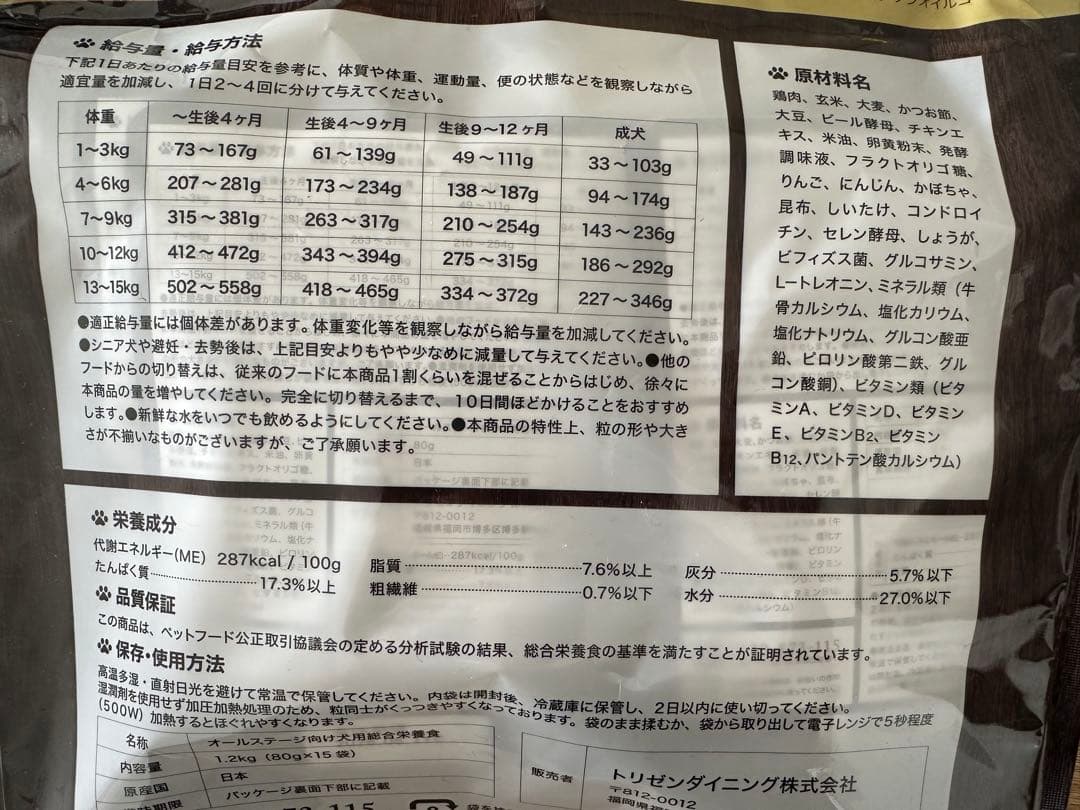 給与量・給与方法
下記1日あたりの給与量目安を参考に、体質や体重、運動量、便の状態などを観察しながら
適宜量を加減し、1日2～4回に分けて与えてください。
体重 ～生後4ヶ月 生後4～9ヶ月 生後9～12ヶ月 成犬
1～3kg 73～167g 61～139g 49～111g 33～103g
4～6kg 207～281g 173～234g 138～187g 94～174g
7～9kg 315～381g 263～317g 210～254g 143～236g
10～12kg 412～472g 343～394g 275～315g 186～292g
13～15kg 502～558g 418～465g 334～372g 227～346g
●適正給与量には個体差があります。体重変化等を観察しながら給与量を加減してください。
●シニア犬や避妊・去勢後は、上記目安よりもやや少なめに減量して与えてください。●他の
フードからの切り替えは、従来のフードに本商品1割くらいを混ぜることからはじめ、徐々に
本商品の量を増やしてください。完全に切り替えるまで、10日間ほどかけることをおすすめ
します。●新鮮な水をいつでも飲めるようにしてください。●本商品の特性上、粒の形や大き
さが不揃いなものがございますが、ご了承願います。
原材料名
鶏肉、玄米、大麦、かつお節、
大豆、ビール酵母、チキンエ
キス、米油、卵黄粉末、発酵
調味液、フラクトオリゴ糖、
りんご、にんじん、かぼちゃ、
昆布、しいたけ、コンドロイ
チン、セレン酵母、しょうが、
ビフィズス菌、グルコサミン、
L－トレオニン、ミネラル類（牛
骨カルシウム、塩化カリウム、
塩化ナトリウム、グルコン酸亜
鉛、ピロリン酸第二鉄、グル
コン酸銅）、ビタミン類（ビタ
ミンA、ビタミンD、ビタミン
E、ビタミンB2、ビタミン
B12、パントテン酸カルシウム）
栄養成分
代謝エネルギー（ME） 287kcal / 100g
たんぱく質 17.3%以上
脂質 7.6%以上
粗繊維 0.7%以下
灰分 5.7%以下
水分 27.0%以下
品質保証
この商品は、ペットフード公正取引協議会の定める分析試験の結果、総合栄養食の基準を満たすことが証明されています。
保存・使用方法
高温多湿・直射日光を避けて常温で保管してください。内袋は開封後、冷蔵庫に保管し、2日以内に使い切ってください。
湿潤剤を使用せず加圧加熱処理のため、粒同士がくっつきやすくなっております。袋のまま揉むか、袋から取り出して電子レンジで5秒程度
（500W）加熱するとほぐれやすくなります。
名称 オールステージ向け犬用総合栄養食
内容量 1.2kg（80g×15袋）
原産国 日本
パッケージ裏面下部に記載
販売者 トリゼンダイニング株式会社
〒812-0012